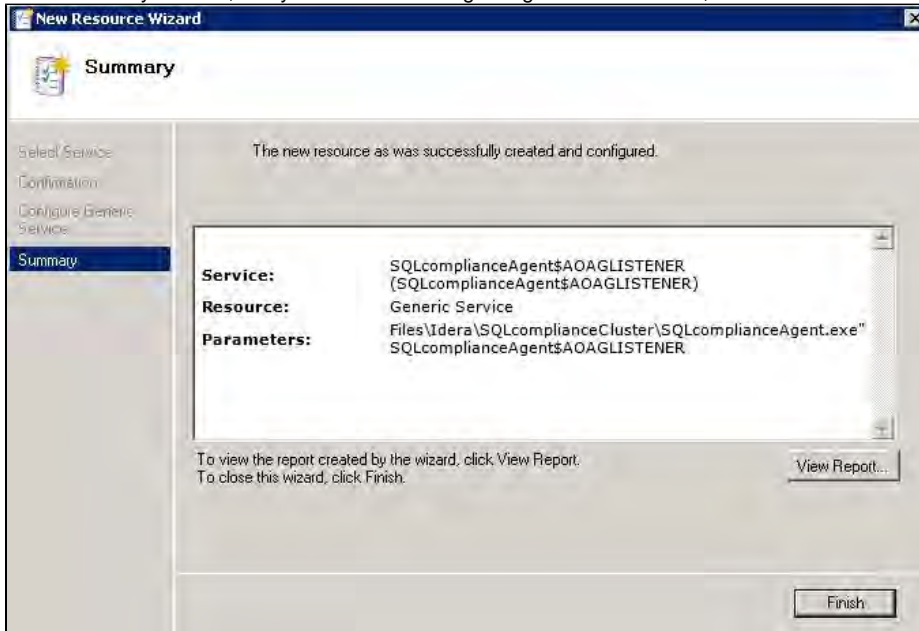 New Resource Wizard
Summary
Select Service
Confirmation
Configure Generic
Service
Summary
The new resource as was successfully created and configured.
Service: SQLcomplianceAgent$AOAGLISTENER
(SQLcomplianceAgent$AOAGLISTENER)
Resource: Generic Service
Parameters: Files\Idera\SQLcomplianceCluster\SQLcomplianceAgent.exe"
SQLcomplianceAgent$AOAGLISTENER
To view the report created by the wizard, click View Report.
To close this wizard, click Finish.
View Report...
Finish